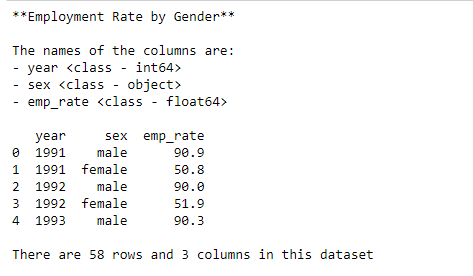 **Employment Rate by Gender**
The names of the columns are:
- year <class - int64>
- sex <class - object>
- emp_rate <class - float64>
year sex emp_rate
0 1991 male 90.9
1 1991 female 50.8
2 1992 male 90.0
3 1992 female 51.9
4 1993 male 90.3
There are 58 rows and 3 columns in this dataset